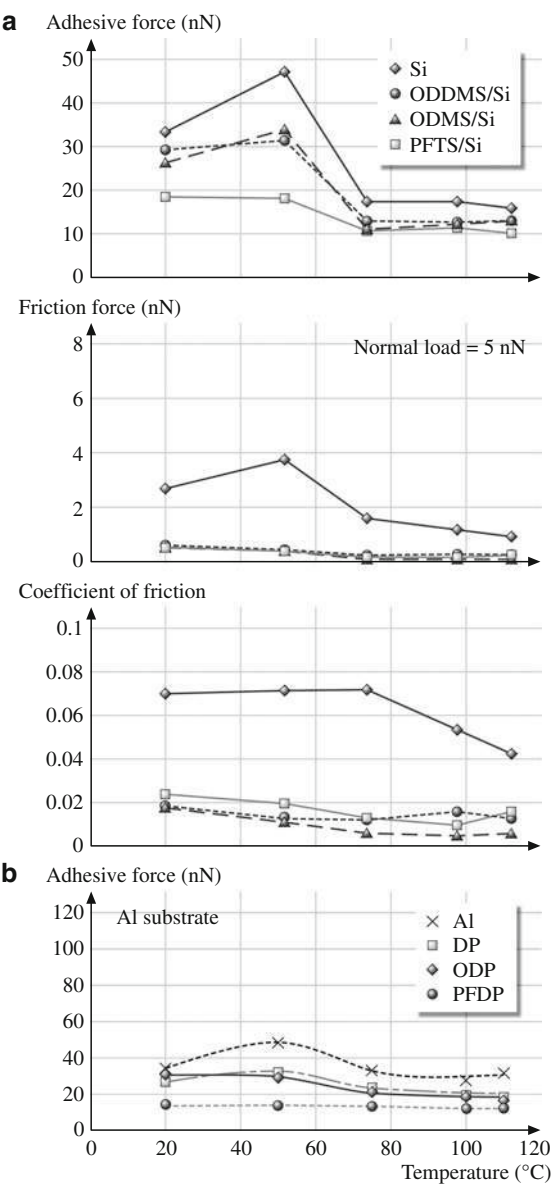 a
Adhesive force (nN)
50
40
30
20
10
0
Si
ODDMS/Si
ODMS/Si
PFTS/Si
Friction force (nN)
8
6
4
2
0
Normal load = 5 nN
Coefficient of friction
0.1
0.08
0.06
0.04
0.02
0
b
Adhesive force (nN)
120
100
80
60
40
20
0
Al substrate
Al
DP
ODP
PFDP
0 20 40 60 80 100 120
Temperature (°C)